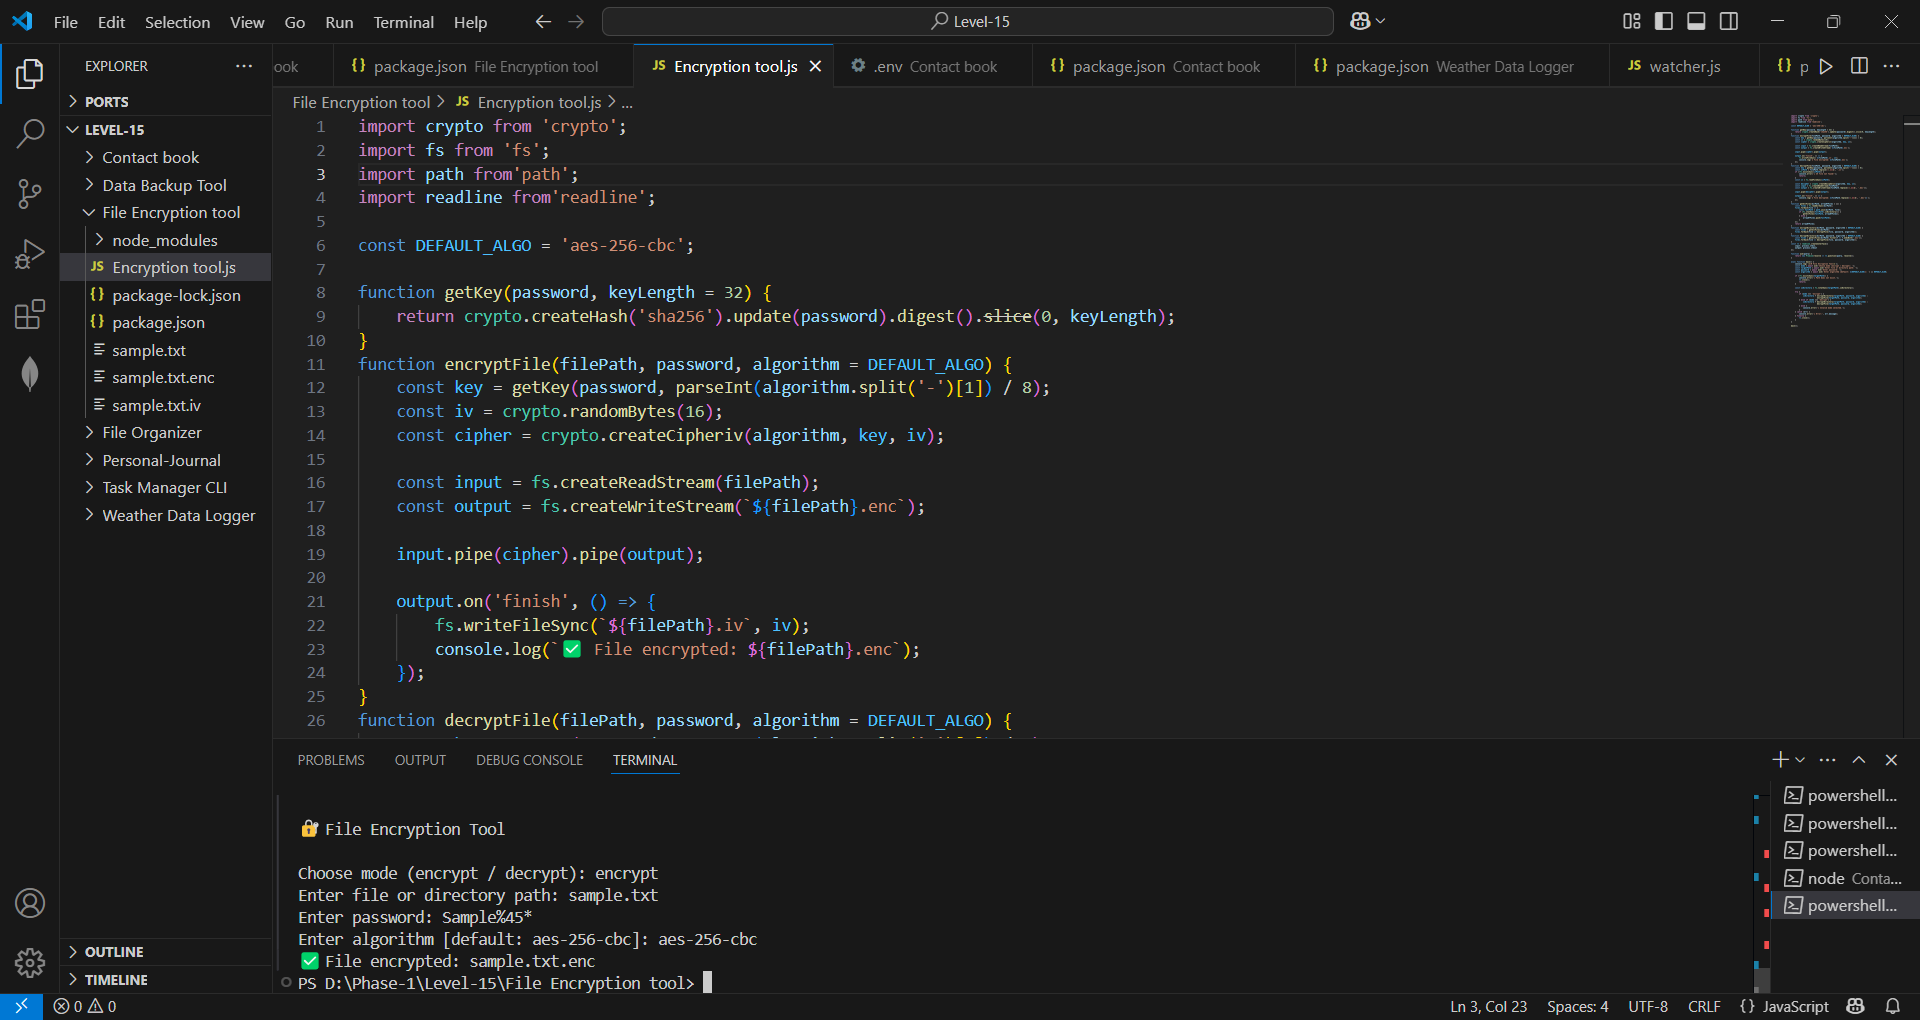 File Edit Selection View Go Run Terminal Help
Level-15
EXPLORER
PORTS
LEVEL-15
Contact book
Data Backup Tool
File Encryption tool
node_modules
JS Encryption tool.js
{} package-lock.json
{} package.json
sample.txt
sample.txt.enc
sample.txt.iv
File Organizer
Personal-Journal
Task Manager CLI
Weather Data Logger
OUTLINE
TIMELINE
ook
{} package.json File Encryption tool
JS Encryption tool.js
.env Contact book
{} package.json Contact book
{} package.json Weather Data Logger
JS watcher.js
{} p
File Encryption tool > JS Encryption tool.js > ...
1 import crypto from 'crypto';
2 import fs from 'fs';
3 import path from'path';
4 import readline from'readline';
5
6 const DEFAULT_ALGO = 'aes-256-cbc';
7
8 function getKey(password, keyLength = 32) {
9 return crypto.createHash('sha256').update(password).digest().slice(0, keyLength);
10 }
11 function encryptFile(filePath, password, algorithm = DEFAULT_ALGO) {
12 const key = getKey(password, parseInt(algorithm.split('-')[1]) / 8);
13 const iv = crypto.randomBytes(16);
14 const cipher = crypto.createCipheriv(algorithm, key, iv);
15
16 const input = fs.createReadStream(filePath);
17 const output = fs.createWriteStream(`${filePath}.enc`);
18
19 input.pipe(cipher).pipe(output);
20
21 output.on('finish', () => {
22 fs.writeFileSync(`${filePath}.iv`, iv);
23 console.log(`✅ File encrypted: ${filePath}.enc`);
24 });
25 }
26 function decryptFile(filePath, password, algorithm = DEFAULT_ALGO) {
PROBLEMS OUTPUT DEBUG CONSOLE TERMINAL
🔐 File Encryption Tool
Choose mode (encrypt / decrypt): encrypt
Enter file or directory path: sample.txt
Enter password: Sample%45*
Enter algorithm [default: aes-256-cbc]: aes-256-cbc
✅ File encrypted: sample.txt.enc
PS D:\Phase-1\Level-15\File Encryption tool>
powershell...
powershell...
powershell...
node Conta...
powershell...
0 0
Ln 3, Col 23 Spaces: 4 UTF-8 CRLF {} JavaScript